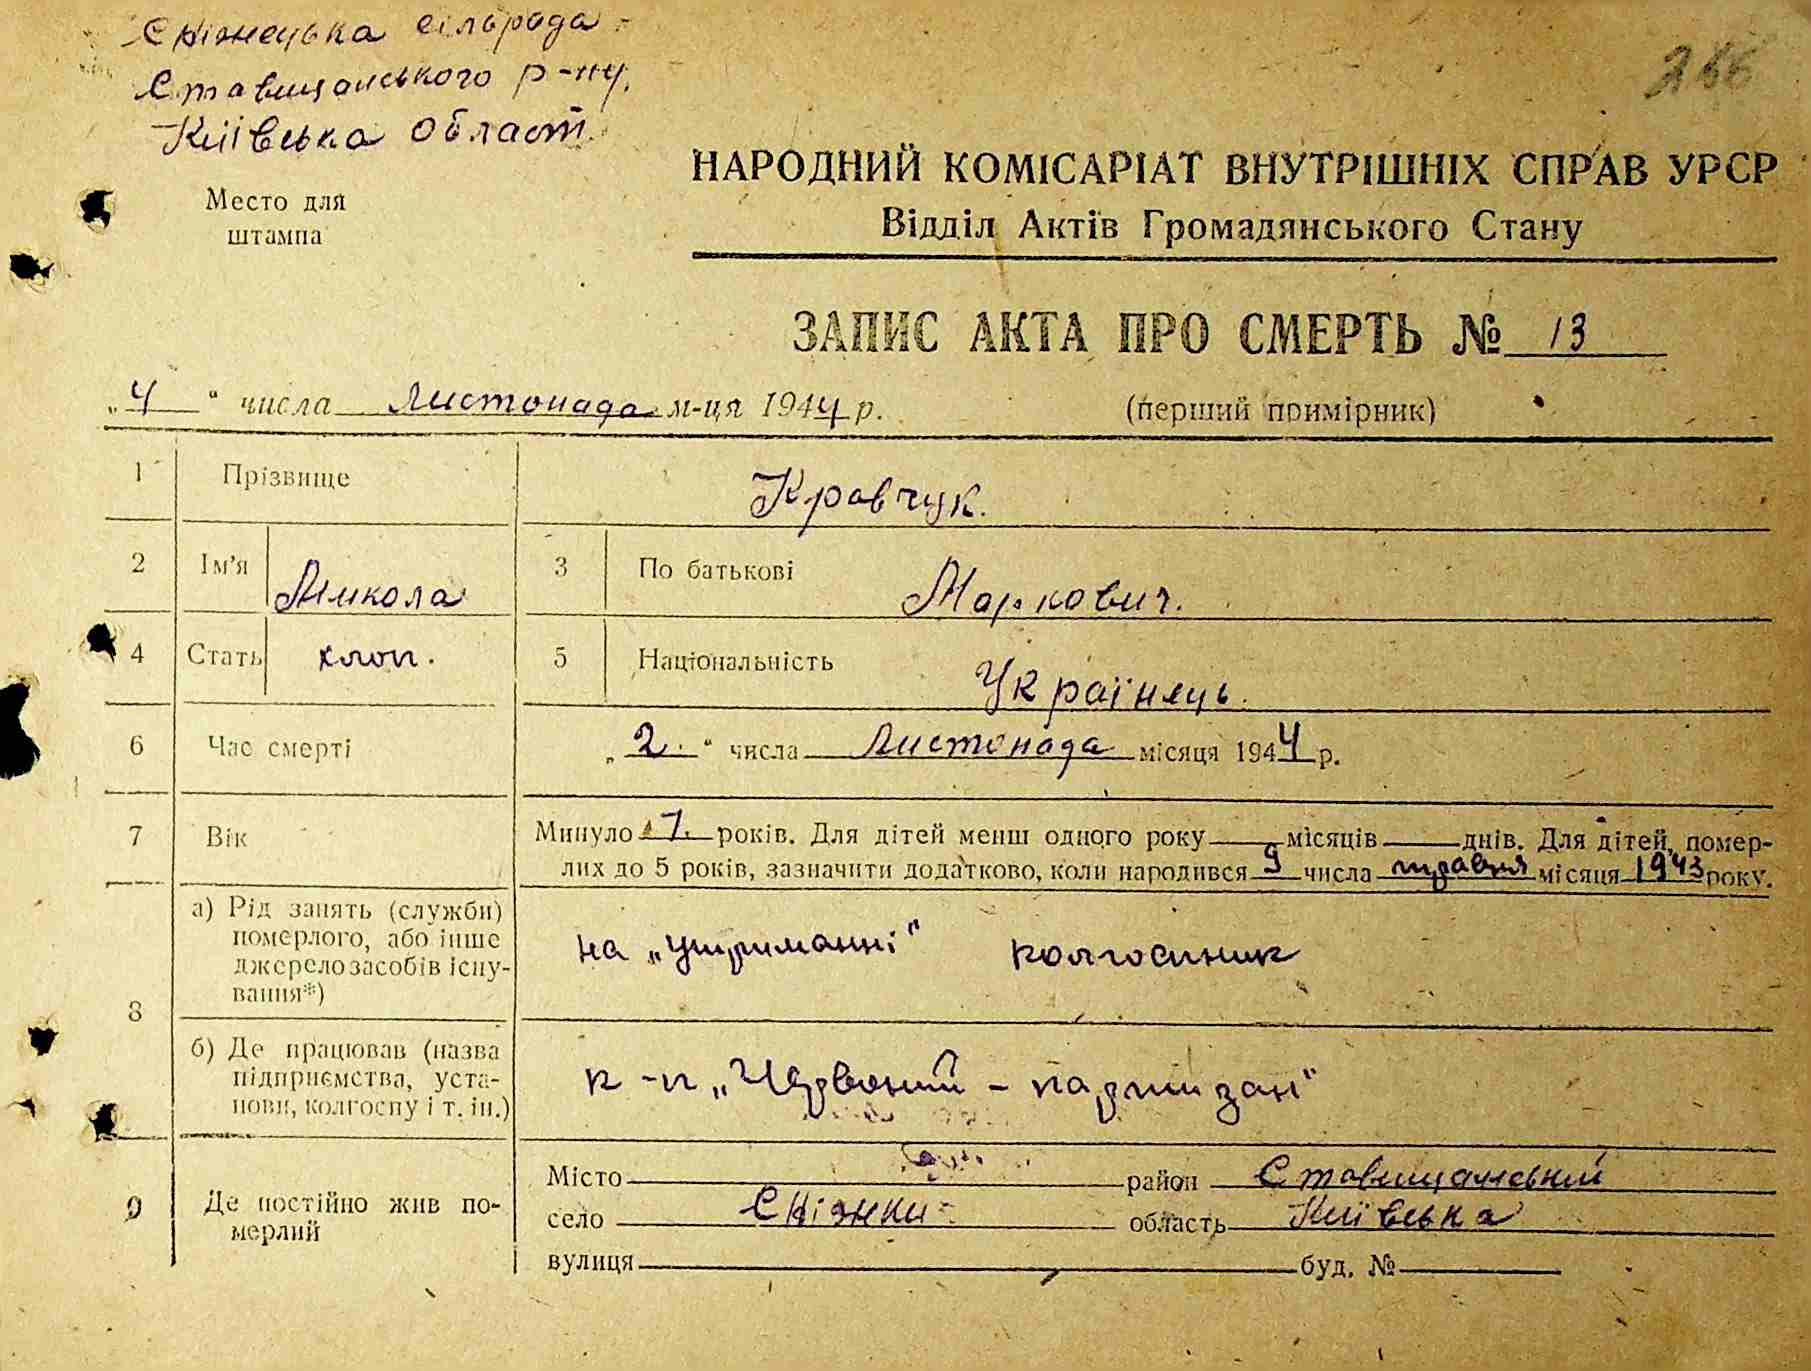 Сніжецька сільрада
Ставищанського р-ну.
Київська област.
266
Место для
штампа
НАРОДНИЙ КОМІСАРІАТ ВНУТРІШНІХ СПРАВ УРСР
Відділ Актів Громадянського Стану
ЗАПИС АКТА ПРО СМЕРТЬ № 13
„4“ числа Листопада м-ця 1944 р. (перший примірник)
1 Прізвище Кравчук.
2 Ім'я Микола 3 По батькові Маркович.
4 Стать хлоп. 5 Національність Українець.
6 Час смерті „2.“ числа Листопада місяця 1944 р.
7 Вік Минуло 1. років. Для дітей менш одного року місяців днів. Для дітей, помер-
лих до 5 років, зазначити додатково, коли народився 9 числа травня місяця 1943 року.
8 а) Рід занять (служби)
померлого, або інше
джерело засобів існу-
вання*)
на „утриманні“ колгоспник
б) Де працював (назва
підприємства, уста-
нови, колгоспу і т. ін.)
к-п „Червоний - партизан“
9 Де постійно жив по-
мерлий
Місто район Ставищанський
село Сніжки область Київська
вулиця буд. №